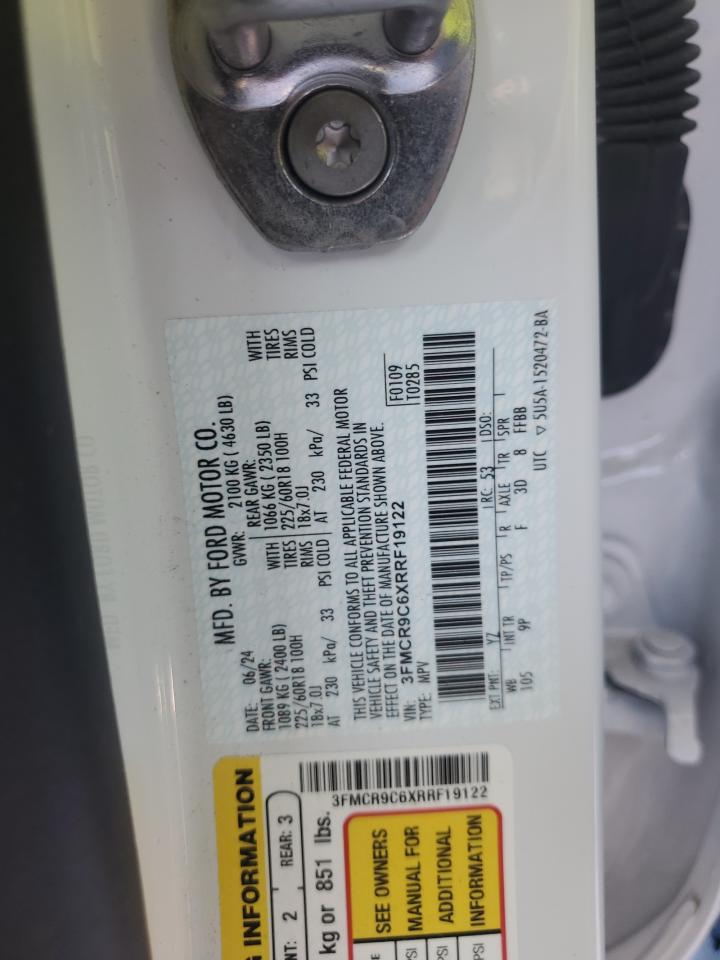 MFD. BY FORD MOTOR CO.
DATE: 06/24 GVWR: 2100 KG ( 4630 LB)
FRONT GAWR: REAR GAWR:
1089 KG ( 2400 LB) WITH 1066 KG ( 2350 LB) WITH
225/60R18 100H TIRES 225/60R18 100H TIRES
18x7.0J RIMS 18x7.0J RIMS
AT 230 kPa/ 33 PSI COLD AT 230 kPa/ 33 PSI COLD
THIS VEHICLE CONFORMS TO ALL APPLICABLE FEDERAL MOTOR
VEHICLE SAFETY AND THEFT PREVENTION STANDARDS IN
EFFECT ON THE DATE OF MANUFACTURE SHOWN ABOVE.
VIN: 3FMCR9C6XRRF19122 F0109
TYPE: MPV T0285
EXT PNT: YZ RC: 53 DSO:
WB INT TR TP/PS R AXLE TR SPR
105 9P F 3D 8 FFBB
UTC ▽ 5U5A-1520472-BA
G INFORMATION
NT: 2 REAR: 3
kg or 851 lbs.
3FMCR9C6XRRF19122
SEE OWNERS
MANUAL FOR
ADDITIONAL
INFORMATION
PSI
PSI
PSI